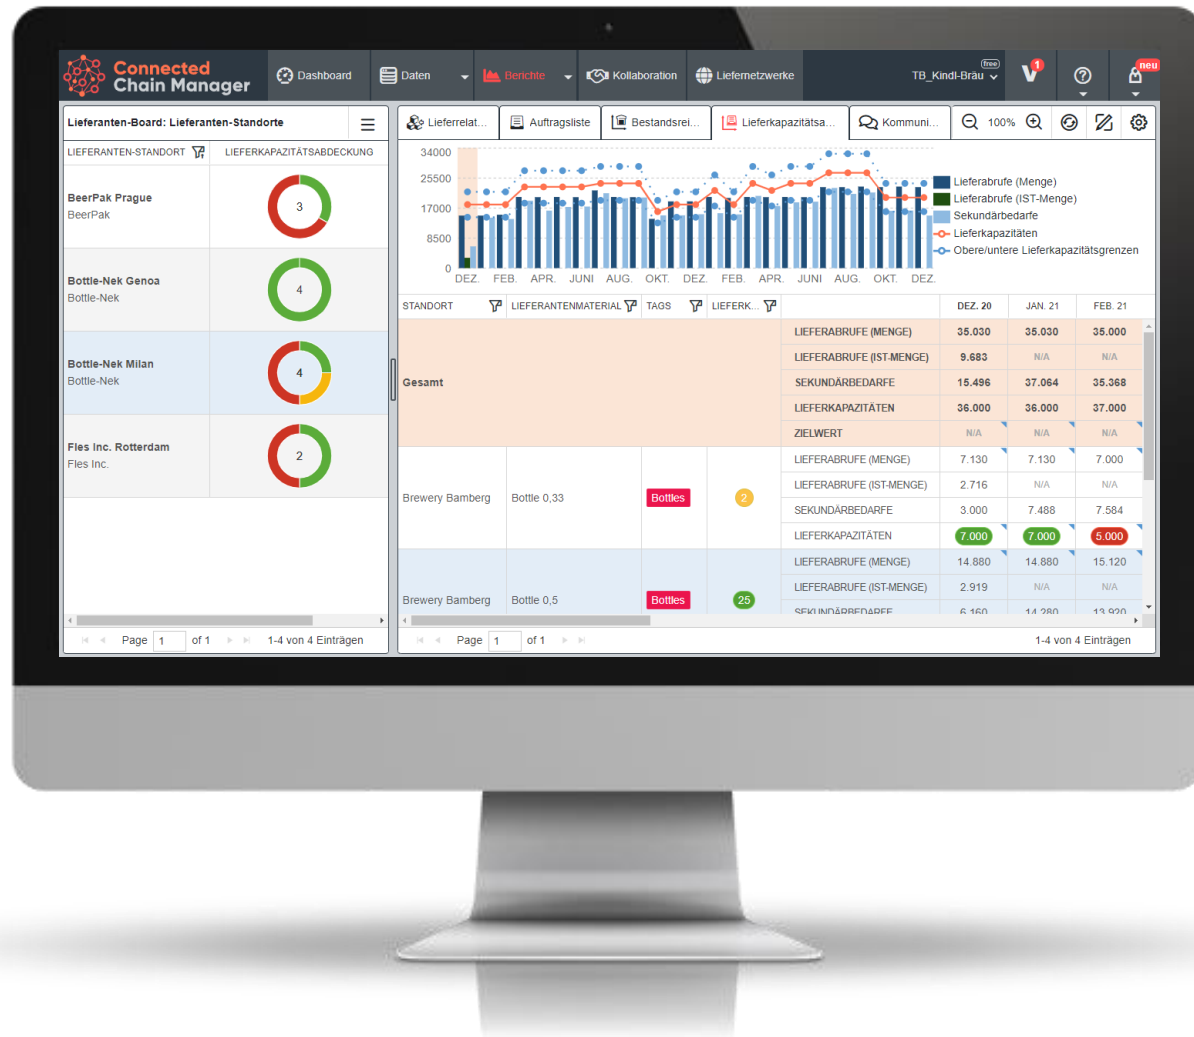 Connected
Chain Manager
Dashboard
Daten
Berichte
Kollaboration
Liefernetzwerke
TB_Kindl-Bräu
free
1
neu
Lieferanten-Board: Lieferanten-Standorte
LIEFERANTEN-STANDORT
LIEFERKAPAZITÄTSABDECKUNG
BeerPak Prague
BeerPak
3
Bottle-Nek Genoa
Bottle-Nek
4
Bottle-Nek Milan
Bottle-Nek
4
Fles Inc. Rotterdam
Fles Inc.
2
Page 1 of 1
1-4 von 4 Einträgen
Lieferrelat...
Auftragsliste
Bestandsrei...
Lieferkapazitätsa...
Kommuni...
100%
34000
25500
17000
8500
0
DEZ. FEB. APR. JUNI AUG. OKT. DEZ. FEB. APR. JUNI AUG. OKT. DEZ.
Lieferabrufe (Menge)
Lieferabrufe (IST-Menge)
Sekundärbedarfe
Lieferkapazitäten
Obere/untere Lieferkapazitätsgrenzen
STANDORT LIEFERANTENMATERIAL TAGS LIEFERK... DEZ. 20 JAN. 21 FEB. 21
Gesamt
LIEFERABRUFE (MENGE) 35.030 35.030 35.000
LIEFERABRUFE (IST-MENGE) 9.683 N/A N/A
SEKUNDÄRBEDARFE 15.496 37.064 35.368
LIEFERKAPAZITÄTEN 36.000 36.000 37.000
ZIELWERT N/A N/A N/A
Brewery Bamberg Bottle 0,33 Bottles 2
LIEFERABRUFE (MENGE) 7.130 7.130 7.000
LIEFERABRUFE (IST-MENGE) 2.716 N/A N/A
SEKUNDÄRBEDARFE 3.000 7.488 7.584
LIEFERKAPAZITÄTEN 7.000 7.000 5.000
Brewery Bamberg Bottle 0,5 Bottles 25
LIEFERABRUFE (MENGE) 14.880 14.880 15.120
LIEFERABRUFE (IST-MENGE) 2.919 N/A N/A
SEKUNDÄRBEDARFE 6.160 14.280 13.920
Page 1 of 1
1-4 von 4 Einträgen